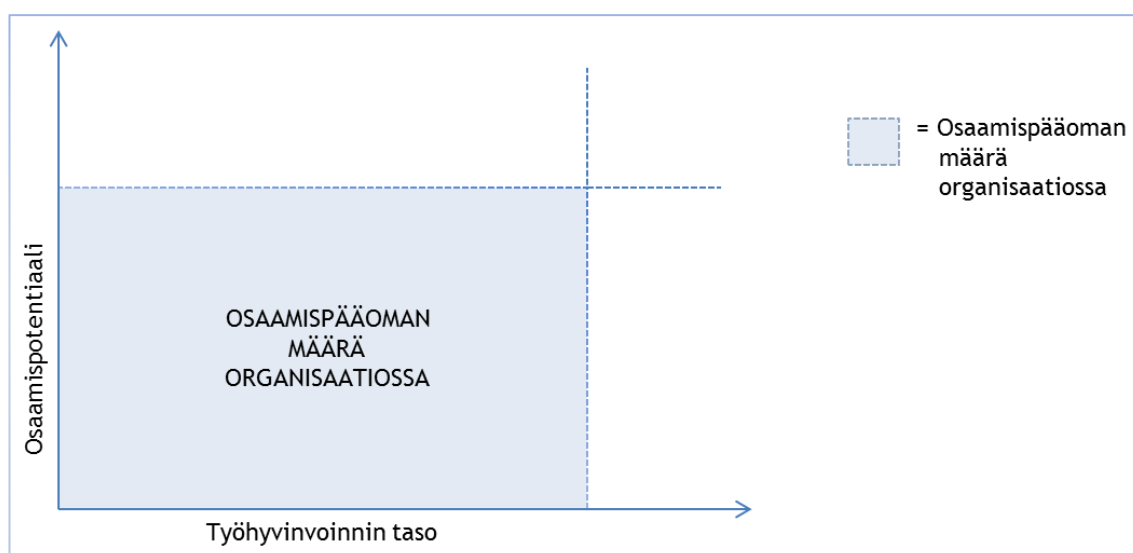 Osaamispotentiaali
OSAAMISPÄÄOMAN
MÄÄRÄ
ORGANISAATIOSSA
Työhyvinvoinnin taso
= Osaamispääoman
määrä
organisaatiossa